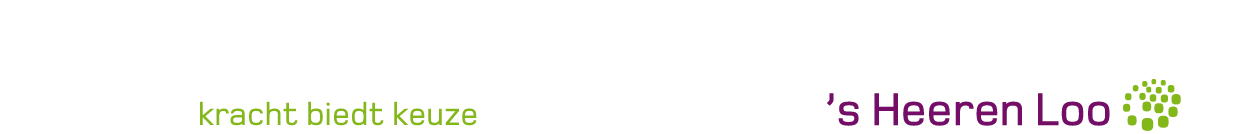 kracht biedt keuze
’s Heeren Loo